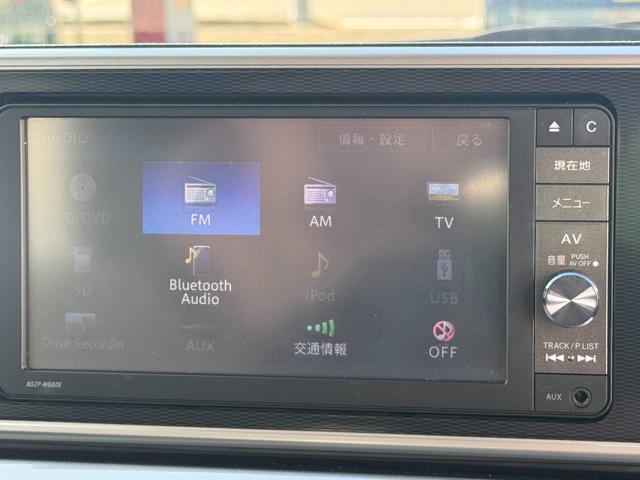 AUDIO
情報・設定
戻る
CD/DVD
FM
AM
TV
SD
Bluetooth
Audio
iPod
USB
Drive Recorder
AUX
交通情報
OFF
NSZP-W66DE
C
現在地
メニュー
AV
音量 PUSH
AV OFF
TRACK/P.LIST
AUX